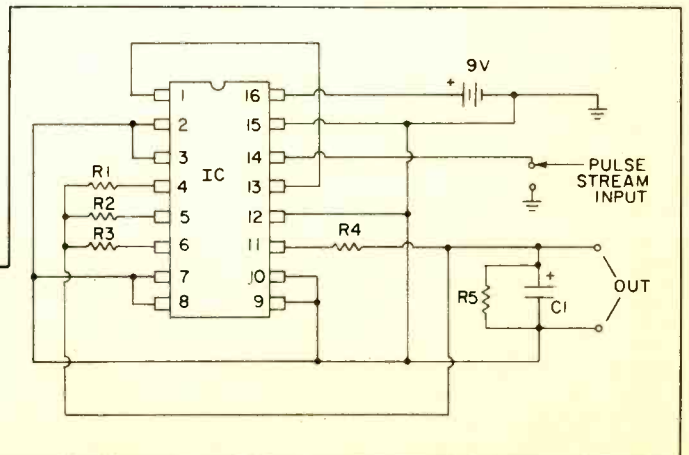 9V
+
1 16
2 15
3 14
R1 4 IC 13
R2 5 12
R3 6 11 R4
7 10
8 9
PULSE
STREAM
INPUT
R5
+
C1
OUT